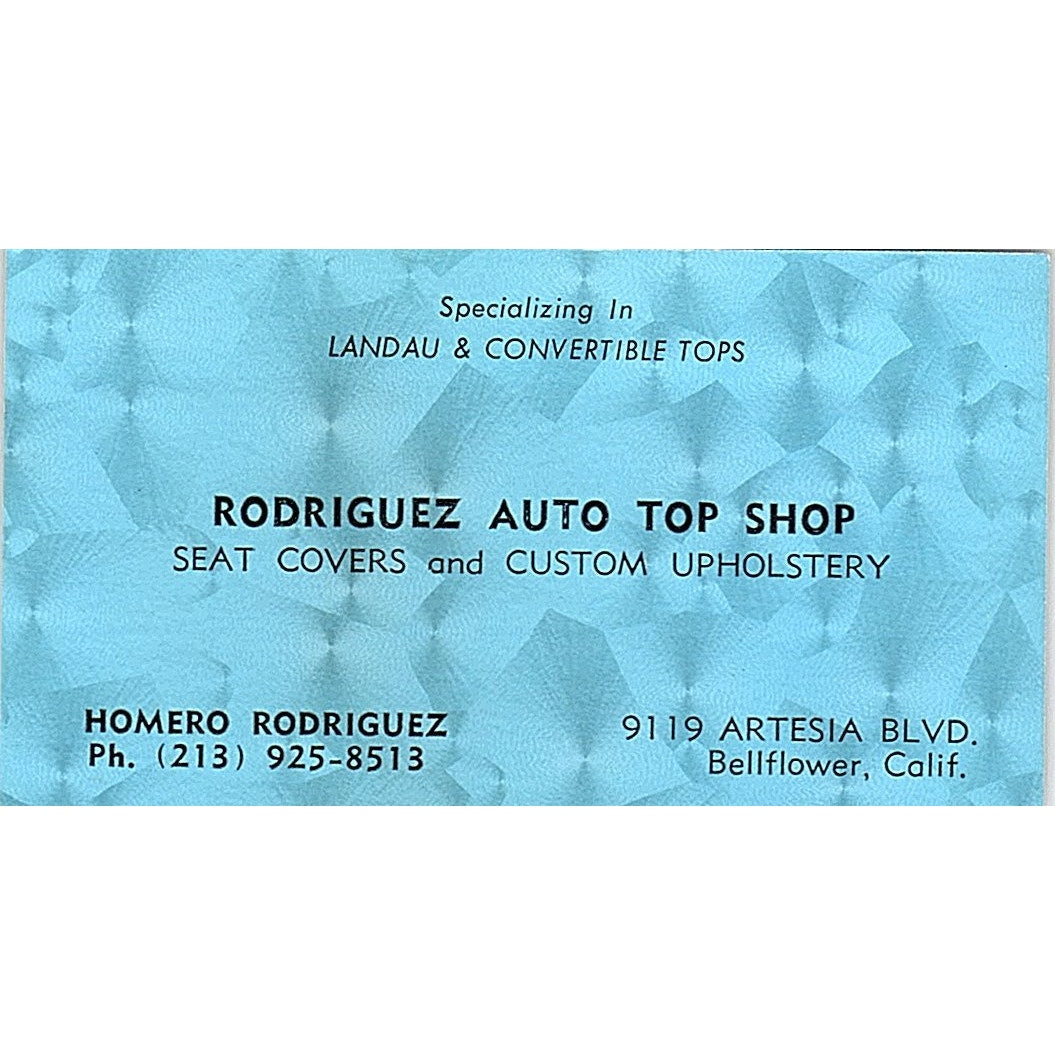 Specializing In
LANDAU & CONVERTIBLE TOPS
RODRIGUEZ AUTO TOP SHOP
SEAT COVERS and CUSTOM UPHOLSTERY
HOMERO RODRIGUEZ
Ph. (213) 925-8513
9119 ARTESIA BLVD.
Bellflower, Calif.